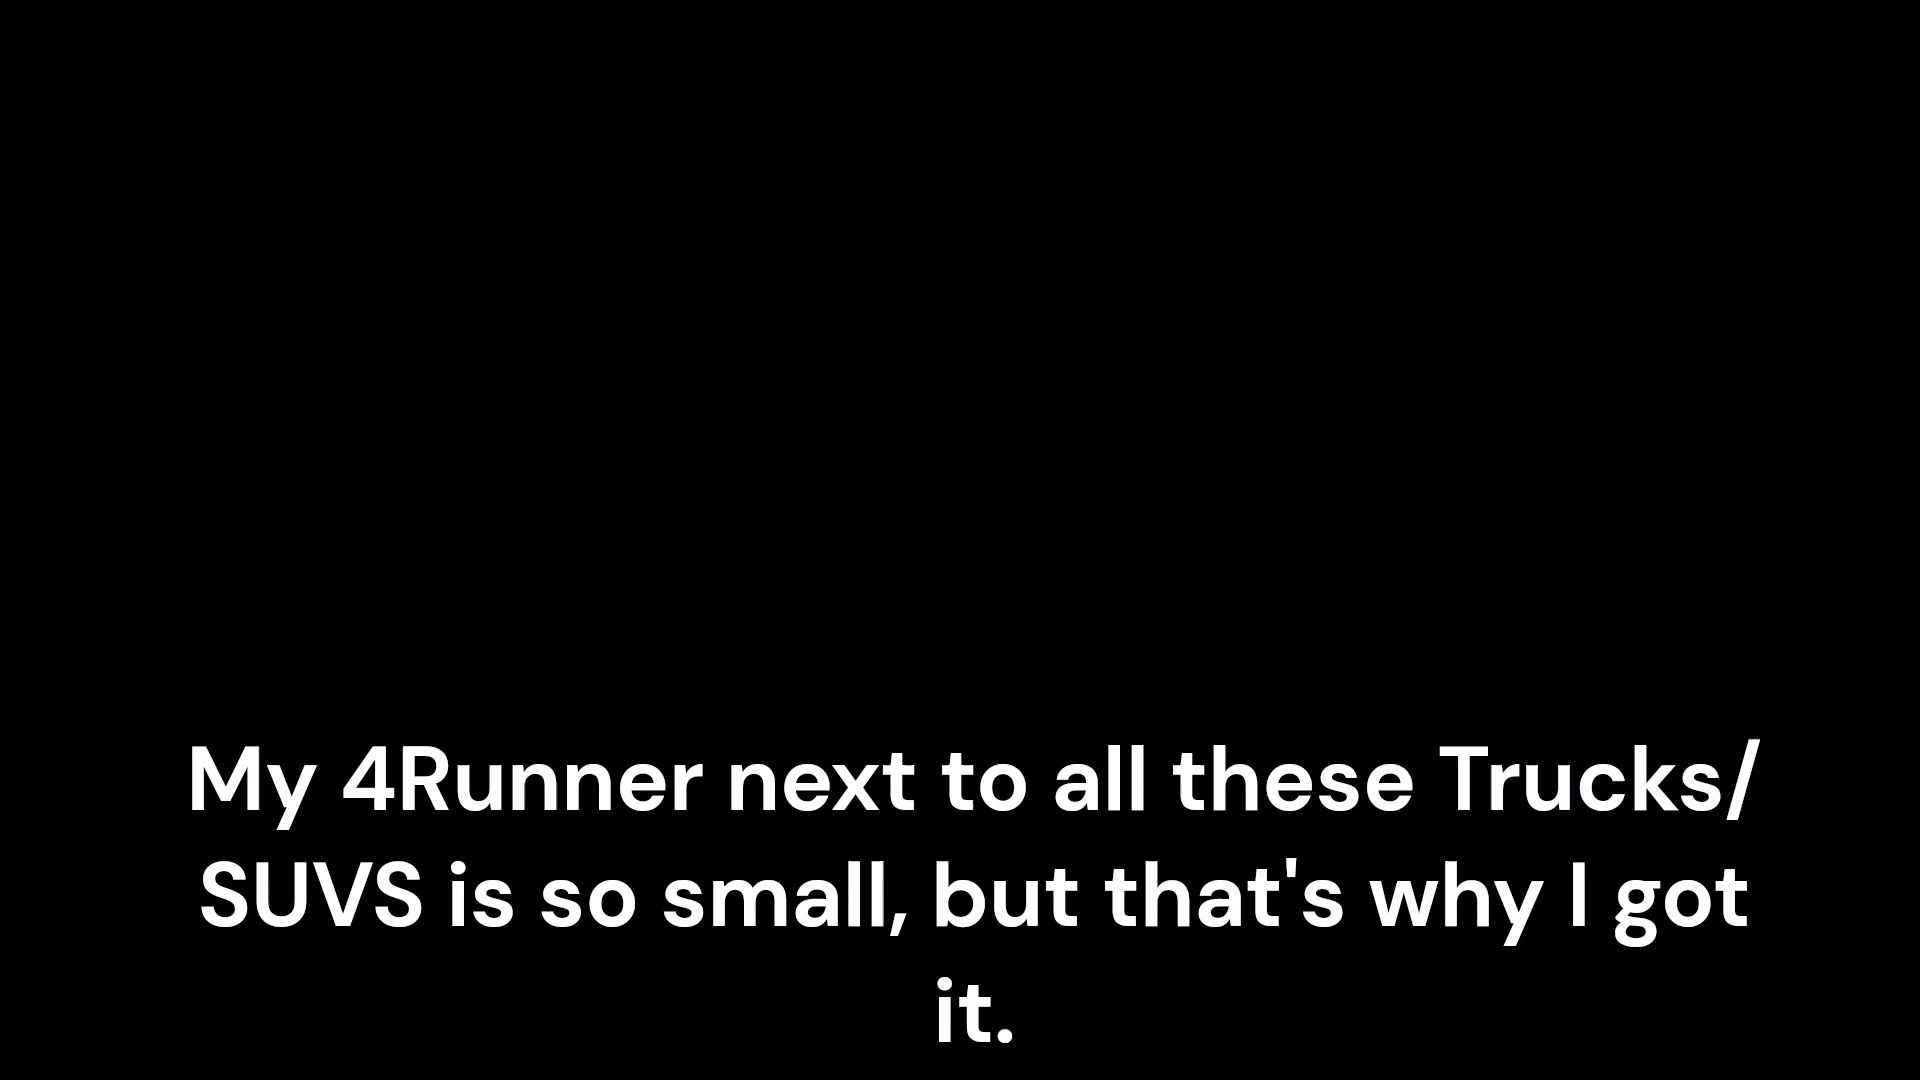 My 4Runner next to all these Trucks/
SUVS is so small, but that's why I got
it.